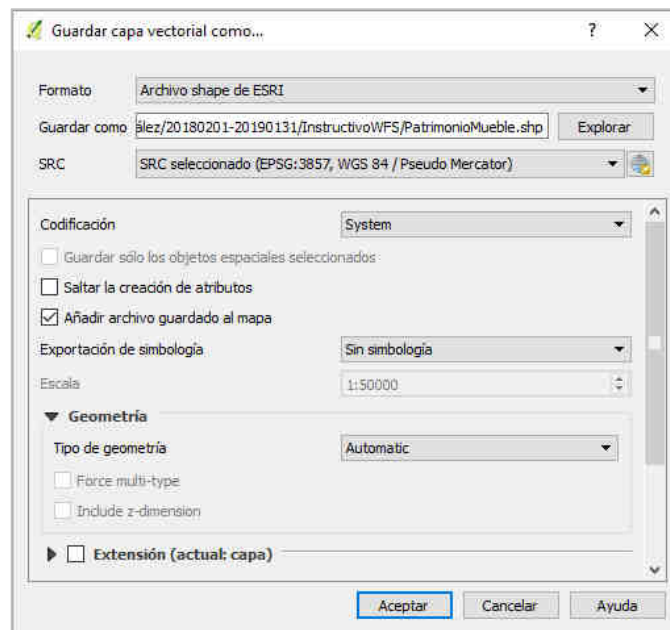 Guardar capa vectorial como...
? X
Formato Archivo shape de ESRI
Guardar como ález/20180201-20190131/InstructivoWFS/PatrimonioMueble.shp Explorar
SRC SRC seleccionado (EPSG:3857, WGS 84 / Pseudo Mercator)
Codificación System
Guardar sólo los objetos espaciales seleccionados
Saltar la creación de atributos
Añadir archivo guardado al mapa
Exportación de simbología Sin simbología
Escala 1:50000
Geometría
Tipo de geometría Automatic
Force multi-type
Include z-dimension
Extensión (actual: capa)
Aceptar Cancelar Ayuda